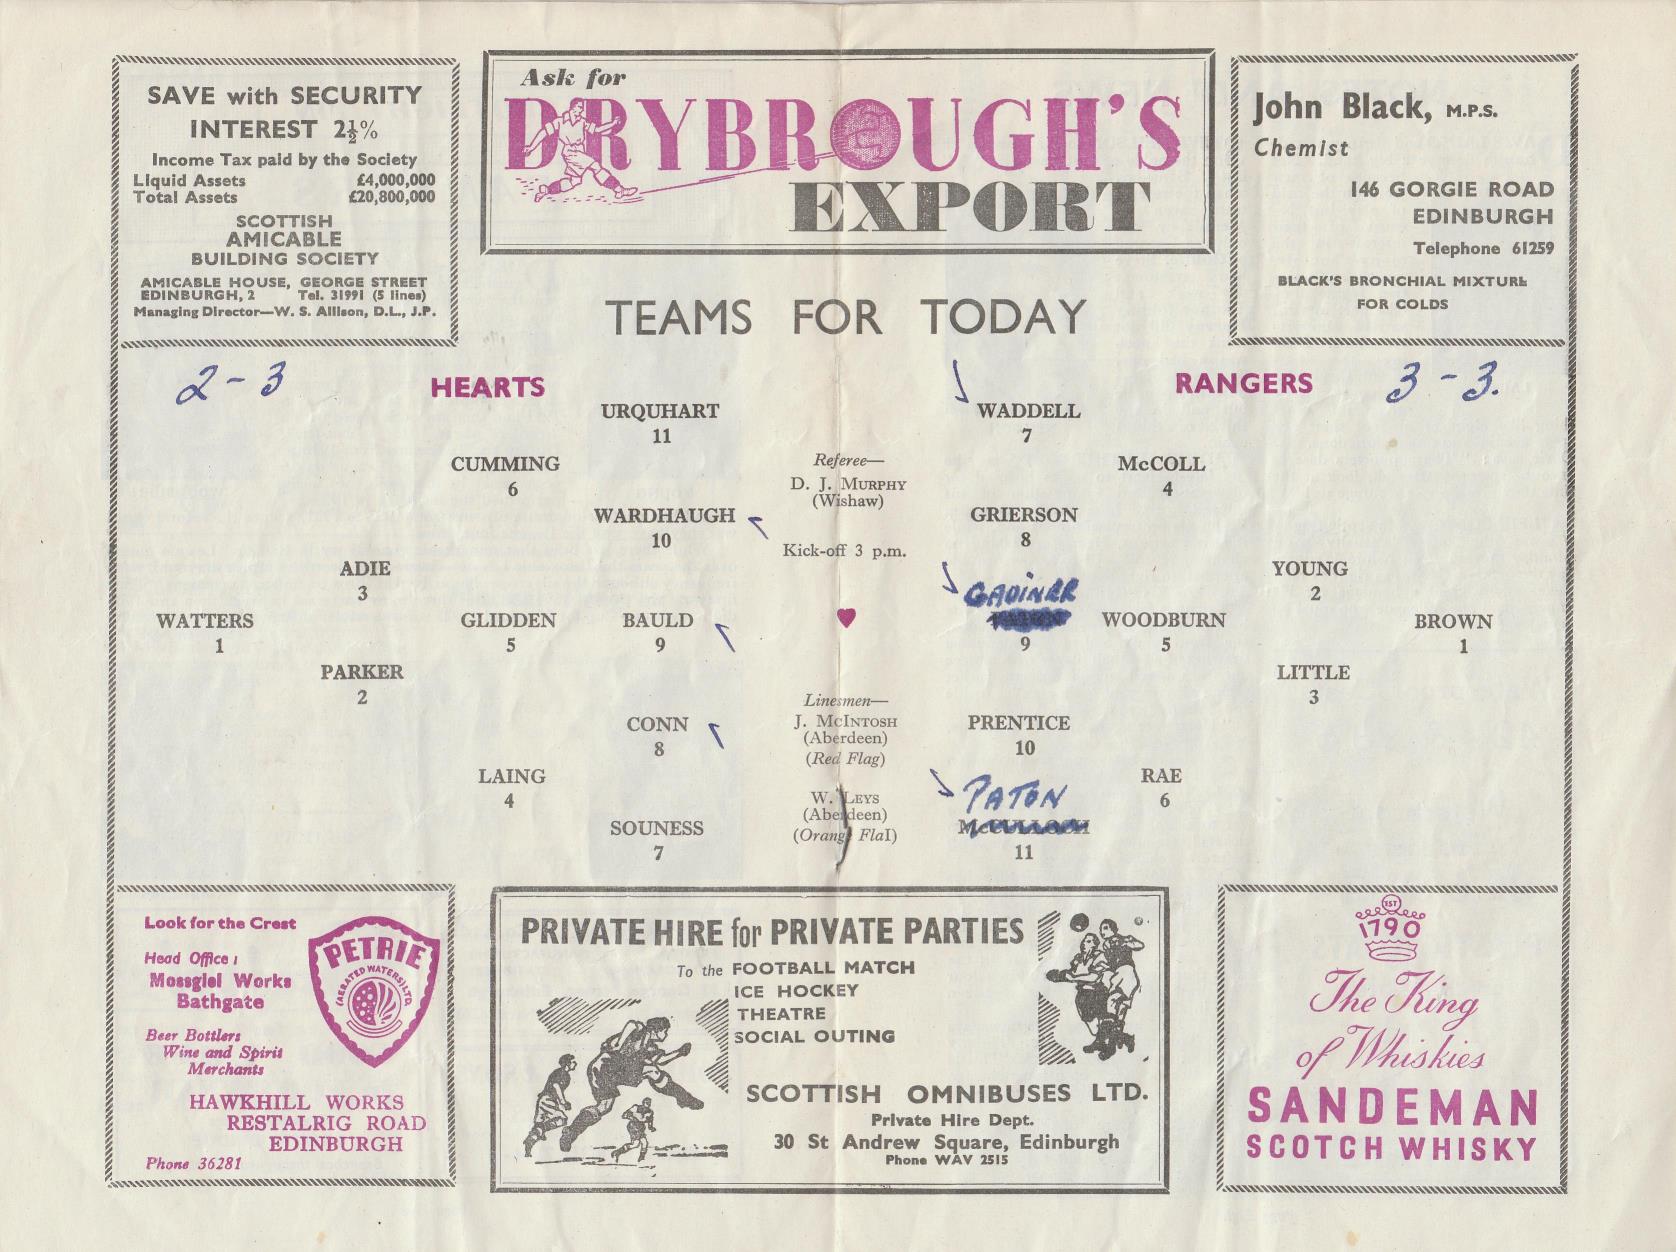 SAVE with SECURITY
INTEREST 2½%
Income Tax paid by the Society
Liquid Assets £4,000,000
Total Assets £20,800,000
SCOTTISH
AMICABLE
BUILDING SOCIETY
AMICABLE HOUSE, GEORGE STREET
EDINBURGH, 2 Tel. 31991 (5 lines)
Managing Director—W. S. Allison, D.L., J.P.
Ask for
DRYBROUGH'S
EXPORT
John Black, M.P.S.
Chemist
146 GORGIE ROAD
EDINBURGH
Telephone 61259
BLACK'S BRONCHIAL MIXTURE
FOR COLDS
TEAMS FOR TODAY
2 - 3
HEARTS
URQUHART
11
CUMMING
6
WARDHAUGH
10
ADIE
3
WATTERS
1
GLIDDEN
5
BAULD
9
PARKER
2
CONN
8
LAING
4
SOUNESS
7
Referee—
D. J. MURPHY
(Wishaw)
Kick-off 3 p.m.
Linesmen—
J. MCINTOSH
(Aberdeen)
(Red Flag)
W. LEYS
(Aberdeen)
(Orang FlaI)
RANGERS
3 - 3.
WADDELL
7
McCOLL
4
GRIERSON
8
YOUNG
2
GADINER
9
WOODBURN
5
BROWN
1
LITTLE
3
PRENTICE
10
RAE
6
PATON
McCULLOCH
11
Look for the Crest
Head Office :
Mossgiel Works
Bathgate
Beer Bottlers
Wine and Spirit
Merchants
PETRIE
(AERATED WATERS) LTD.
HAWKHILL WORKS
RESTALRIG ROAD
EDINBURGH
Phone 36281
PRIVATE HIRE for PRIVATE PARTIES
To the FOOTBALL MATCH
ICE HOCKEY
THEATRE
SOCIAL OUTING
SCOTTISH OMNIBUSES LTD.
Private Hire Dept.
30 St Andrew Square, Edinburgh
Phone WAV 2515
EST
1790
The King
of Whiskies
SANDEMAN
SCOTCH WHISKY